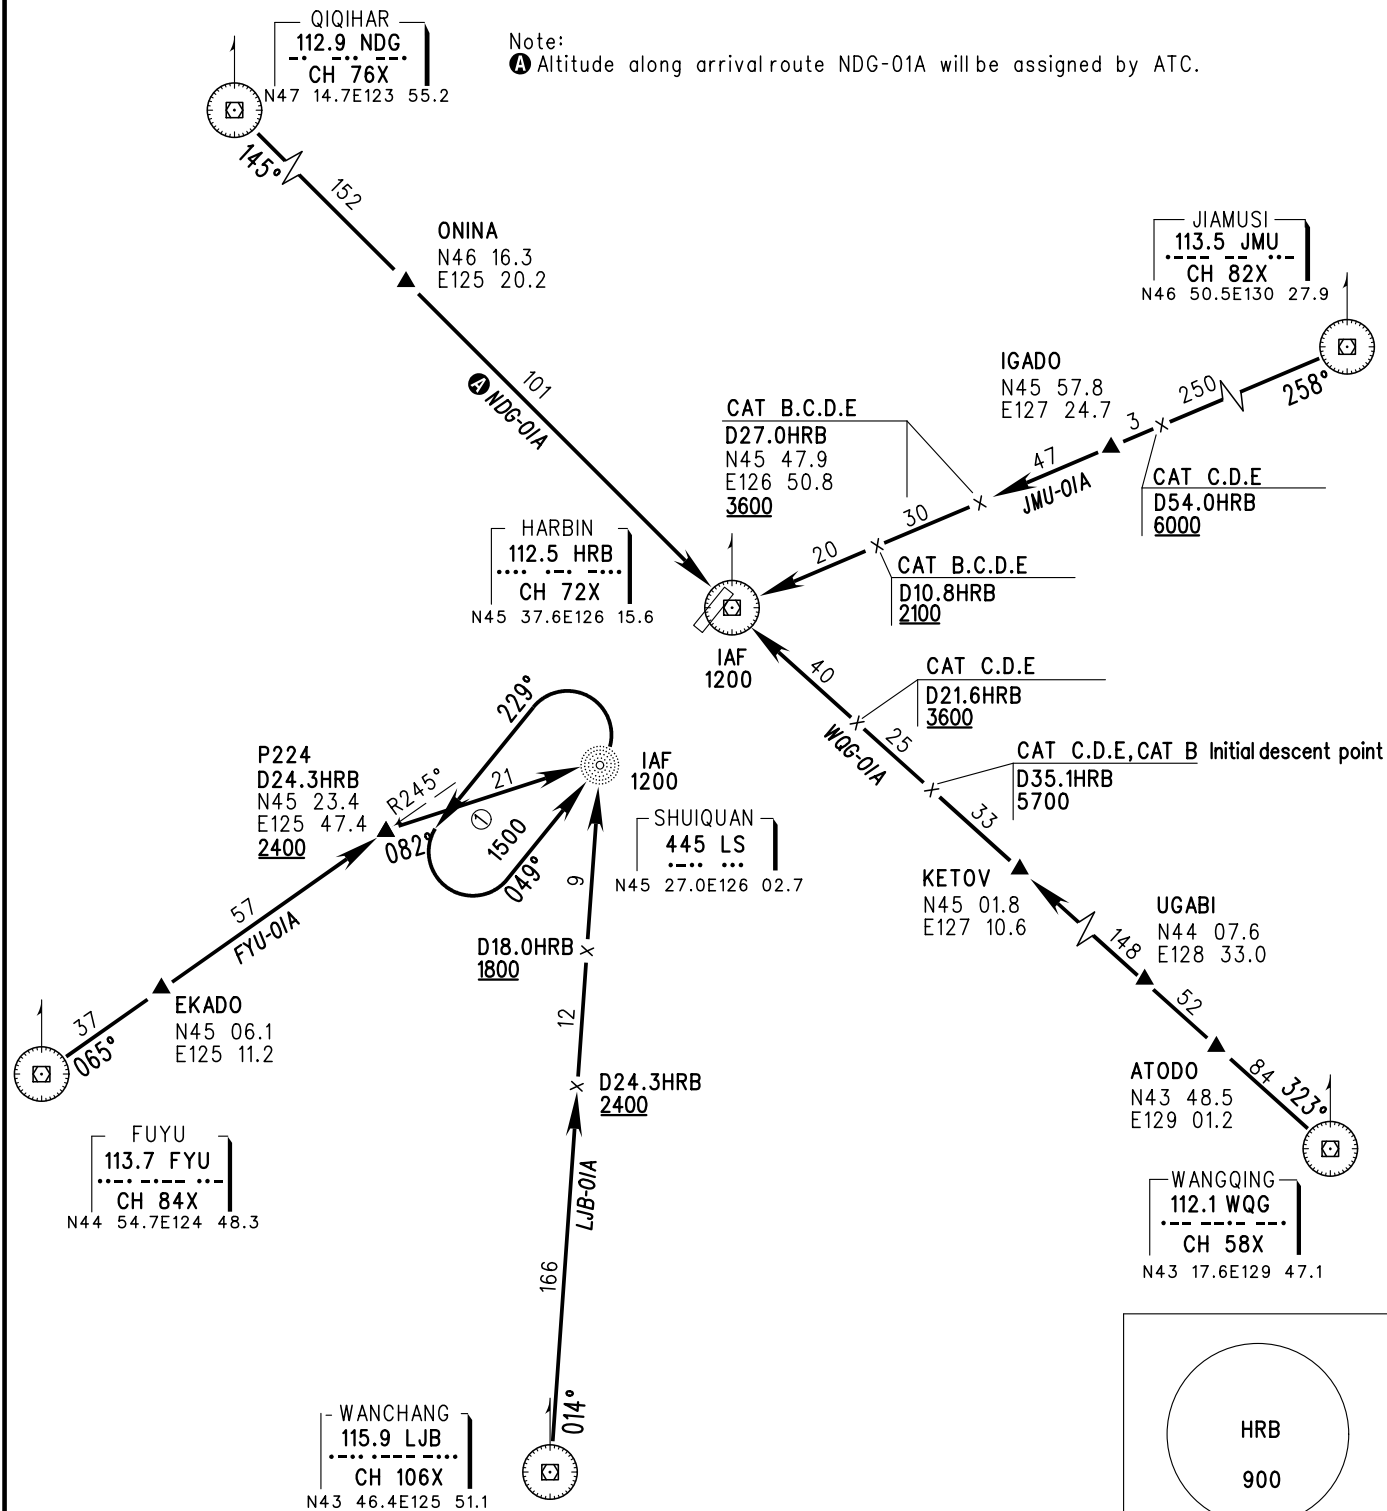 QIQIHAR
112.9 NDG
CH 76X
N47 14.7E123 55.2
Note:
A Altitude along arrival route NDG-01A will be assigned by ATC.
145°
152
ONINA
N46 16.3
E125 20.2
101
A NDG-01A
JIAMUSI
113.5 JMU
CH 82X
N46 50.5E130 27.9
258°
250
3
IGADO
N45 57.8
E127 24.7
47
JMU-01A
CAT C.D.E
D54.0HRB
6000
CAT B.C.D.E
D27.0HRB
N45 47.9
E126 50.8
3600
30
20
CAT B.C.D.E
D10.8HRB
2100
HARBIN
112.5 HRB
CH 72X
N45 37.6E126 15.6
IAF
1200
40
CAT C.D.E
D21.6HRB
3600
WQG-01A
25
CAT C.D.E,CAT B Initial descent point
D35.1HRB
5700
33
KETOV
N45 01.8
E127 10.6
148
UGABI
N44 07.6
E128 33.0
52
ATODO
N43 48.5
E129 01.2
84
323°
WANGQING
112.1 WQG
CH 58X
N43 17.6E129 47.1
229°
P224
D24.3HRB
N45 23.4
E125 47.4
2400
R245°
21
1
082°
1500
049°
IAF
1200
SHUIQUAN
445 LS
N45 27.0E126 02.7
9
D18.0HRB
1800
12
D24.3HRB
2400
57
FYU-01A
EKADO
N45 06.1
E125 11.2
37
065°
FUYU
113.7 FYU
CH 84X
N44 54.7E124 48.3
LJB-01A
166
014°
WANCHANG
115.9 LJB
CH 106X
N43 46.4E125 51.1
HRB
900